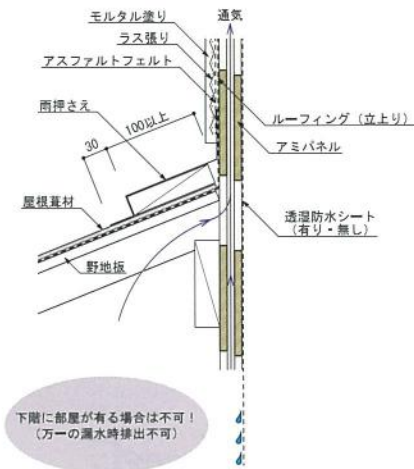 モルタル塗り
通気
ラス張り
アスファルトフェルト
雨押さえ
ルーフィング（立上り）
100以上
30
アミパネル
屋根葺材
透湿防水シート
（有り・無し）
野地板
下階に部屋が有る場合は不可！
（万一の漏水時排出不可）